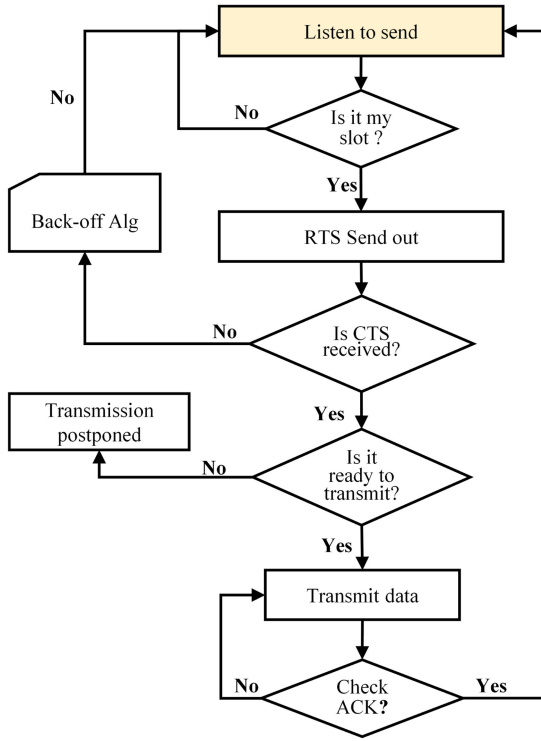 Listen to send
No
No
Is it my
slot ?
Yes
Back-off Alg
RTS Send out
No
Is CTS
received?
Yes
Transmission
postponed
No
Is it
ready to
transmit?
Yes
Transmit data
No
Check
ACK?
Yes